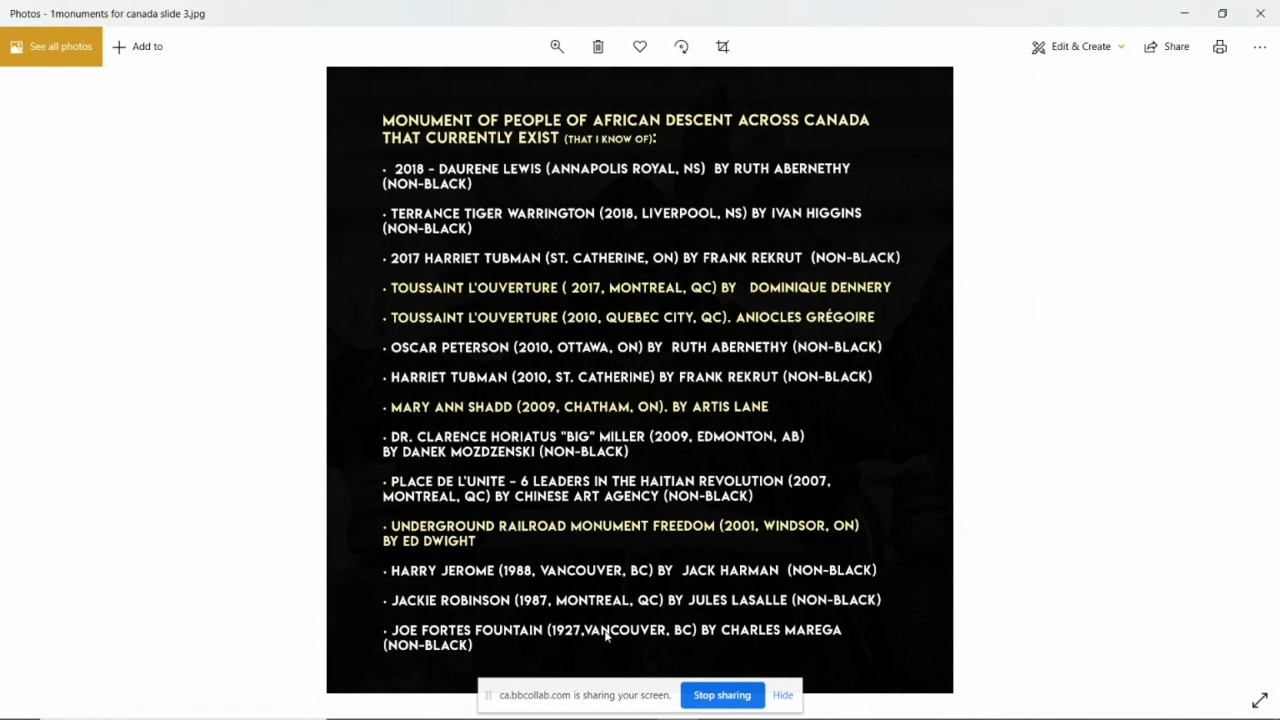 Photos - 1monuments for canada slide 3.jpg
See all photos
Add to
Edit & Create
Share
MONUMENT OF PEOPLE OF AFRICAN DESCENT ACROSS CANADA
THAT CURRENTLY EXIST (THAT I KNOW OF):
· 2018 - DAURENE LEWIS (ANNAPOLIS ROYAL, NS) BY RUTH ABERNETHY
(NON-BLACK)
· TERRANCE TIGER WARRINGTON (2018, LIVERPOOL, NS) BY IVAN HIGGINS
(NON-BLACK)
· 2017 HARRIET TUBMAN (ST. CATHERINE, ON) BY FRANK REKRUT (NON-BLACK)
· TOUSSAINT L'OUVERTURE ( 2017, MONTREAL, QC) BY DOMINIQUE DENNERY
· TOUSSAINT L'OUVERTURE (2010, QUEBEC CITY, QC). ANIOCLES GRÉGOIRE
· OSCAR PETERSON (2010, OTTAWA, ON) BY RUTH ABERNETHY (NON-BLACK)
· HARRIET TUBMAN (2010, ST. CATHERINE) BY FRANK REKRUT (NON-BLACK)
· MARY ANN SHADD (2009, CHATHAM, ON). BY ARTIS LANE
· DR. CLARENCE HORIATUS "BIG" MILLER (2009, EDMONTON, AB)
BY DANEK MOZDZENSKI (NON-BLACK)
· PLACE DE L'UNITE - 6 LEADERS IN THE HAITIAN REVOLUTION (2007,
MONTREAL, QC) BY CHINESE ART AGENCY (NON-BLACK)
· UNDERGROUND RAILROAD MONUMENT FREEDOM (2001, WINDSOR, ON)
BY ED DWIGHT
· HARRY JEROME (1988, VANCOUVER, BC) BY JACK HARMAN (NON-BLACK)
· JACKIE ROBINSON (1987, MONTREAL, QC) BY JULES LASALLE (NON-BLACK)
· JOE FORTES FOUNTAIN (1927,VANCOUVER, BC) BY CHARLES MAREGA
(NON-BLACK)
ca.bbcollab.com is sharing your screen.
Stop sharing
Hide